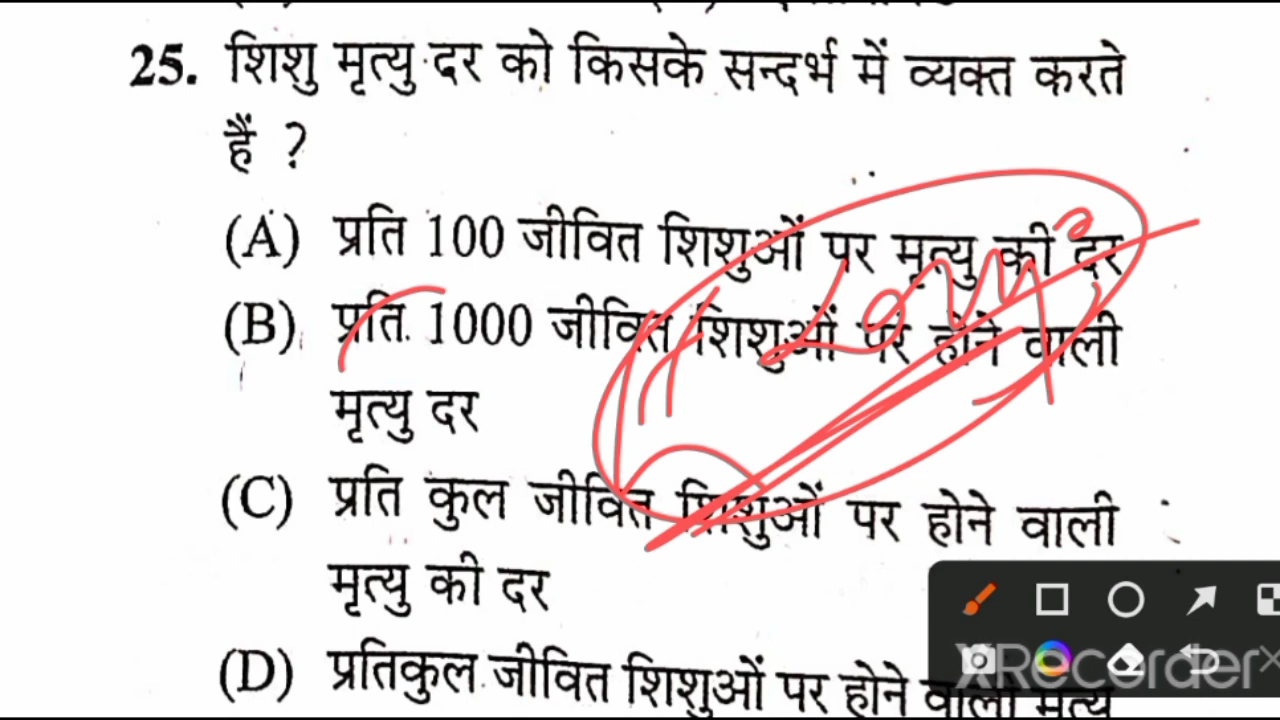 25. शिशु मृत्यु दर को किसके सन्दर्भ में व्यक्त करते
हैं ?
(A) प्रति 100 जीवित शिशुओं पर मृत्यु की दर
(B) प्रति 1000 जीवित शिशुओं पर होने वाली
मृत्यु दर
(C) प्रति कुल जीवित शिशुओं पर होने वाली
मृत्यु की दर
(D) प्रतिकुल जीवित शिशुओं पर होने वाली मृत्यु
XRecorder